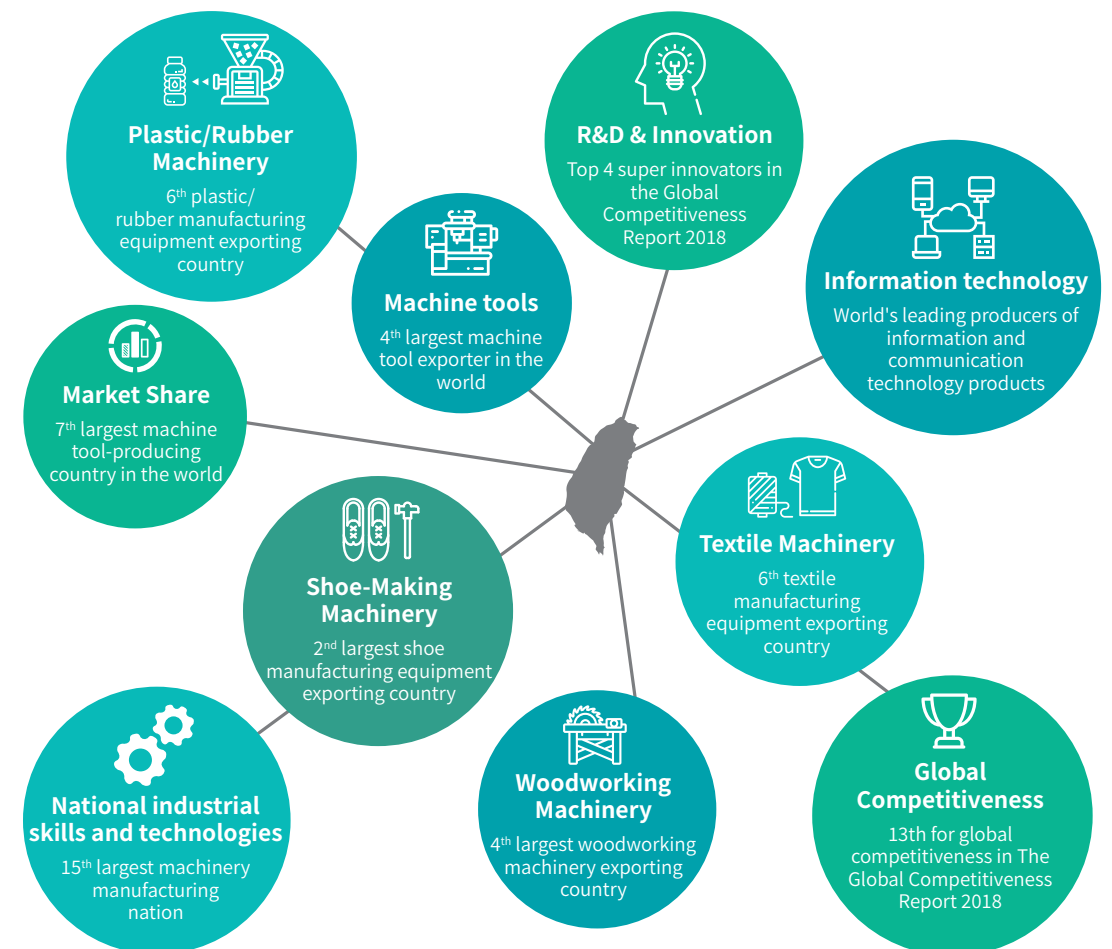 Plastic/Rubber
Machinery
6th plastic/
rubber manufacturing
equipment exporting
country
R&D & Innovation
Top 4 super innovators in
the Global
Competitiveness
Report 2018
Machine tools
4th largest machine
tool exporter in the
world
Information technology
World's leading producers of
information and
communication
technology products
Market Share
7th largest machine
tool-producing
country in the world
Textile Machinery
6th textile
manufacturing
equipment exporting
country
Shoe-Making
Machinery
2nd largest shoe
manufacturing equipment
exporting country
National industrial
skills and technologies
15th largest machinery
manufacturing
nation
Woodworking
Machinery
4th largest woodworking
machinery exporting
country
Global
Competitiveness
13th for global
competitiveness in The
Global Competitiveness
Report 2018